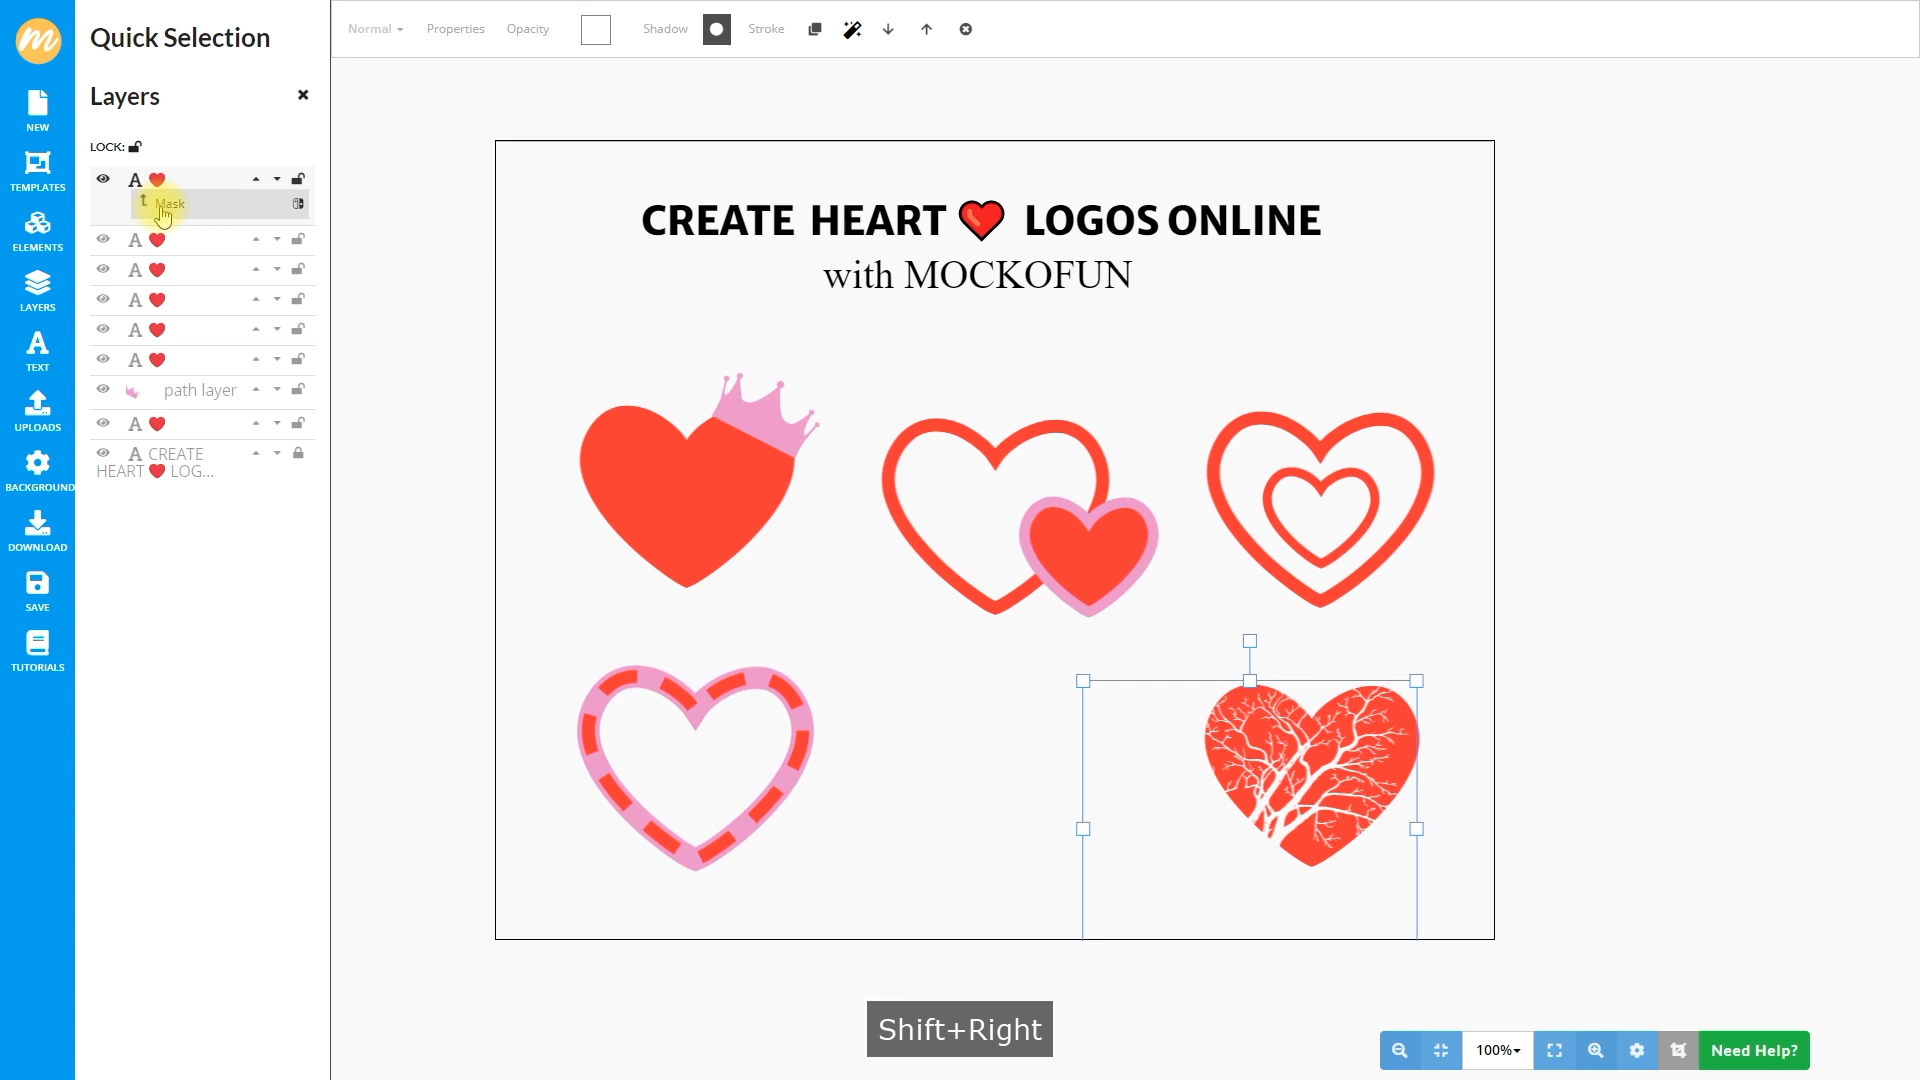 Quick Selection
Normal Properties Opacity Shadow Stroke
Layers
LOCK:
A ❤️
Mask
A ❤️
A ❤️
A ❤️
A ❤️
A ❤️
path layer
A ❤️
A CREATE
HEART ❤️ LOG...
NEW
TEMPLATES
ELEMENTS
LAYERS
TEXT
UPLOADS
BACKGROUND
DOWNLOAD
SAVE
TUTORIALS
CREATE HEART ❤️ LOGOS ONLINE
with MOCKOFUN
Shift+Right
100%
Need Help?